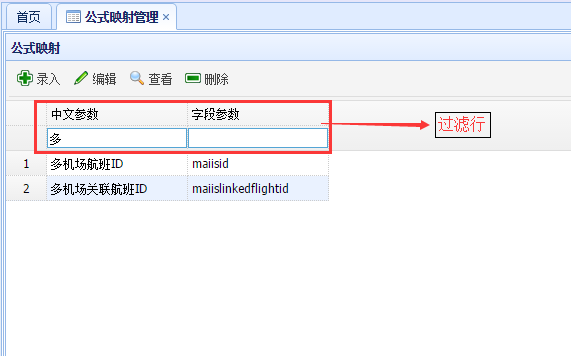 首页 公式映射管理
公式映射
录入 编辑 查看 删除
中文参数 字段参数
多
过滤行
1 多机场航班ID maiisid
2 多机场关联航班ID maiislinkedflightid